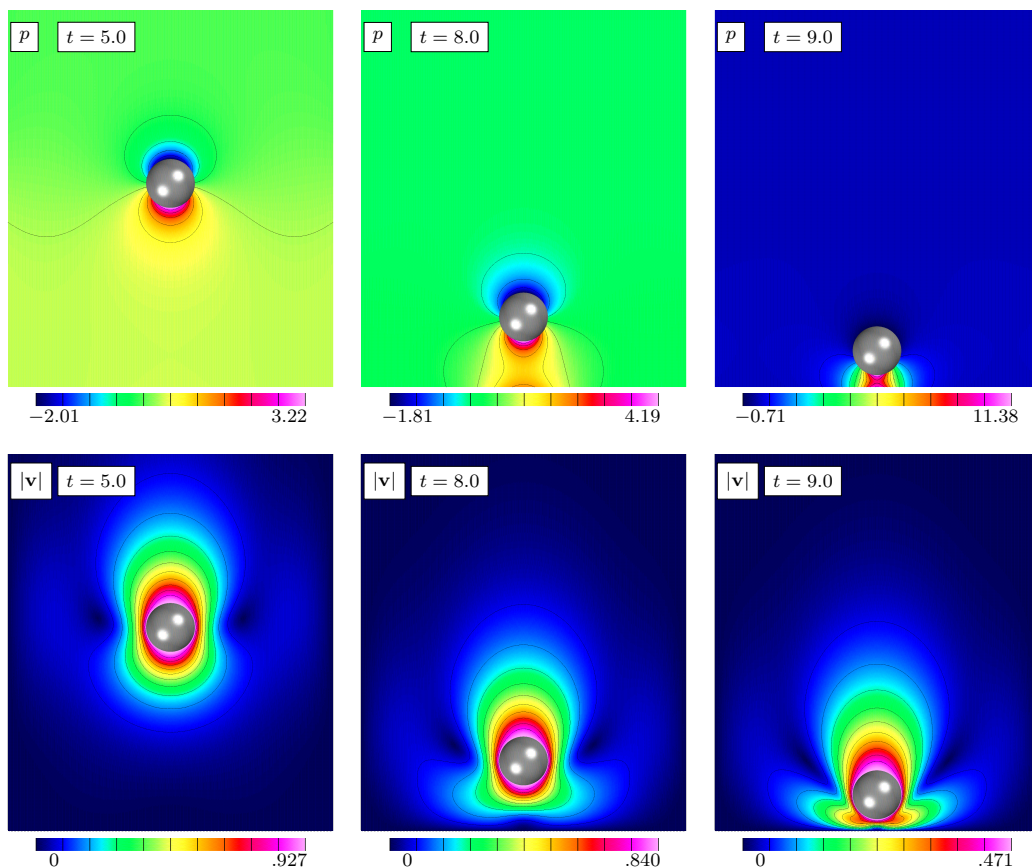 p t = 5.0
p t = 8.0
p t = 9.0
−2.01 3.22
−1.81 4.19
−0.71 11.38
|v| t = 5.0
|v| t = 8.0
|v| t = 9.0
0 .927
0 .840
0 .471